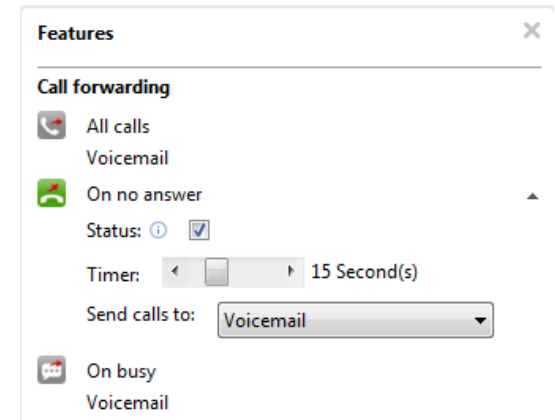 Features
Call forwarding
All calls
Voicemail
On no answer
Status:
Timer: 15 Second(s)
Send calls to: Voicemail
On busy
Voicemail